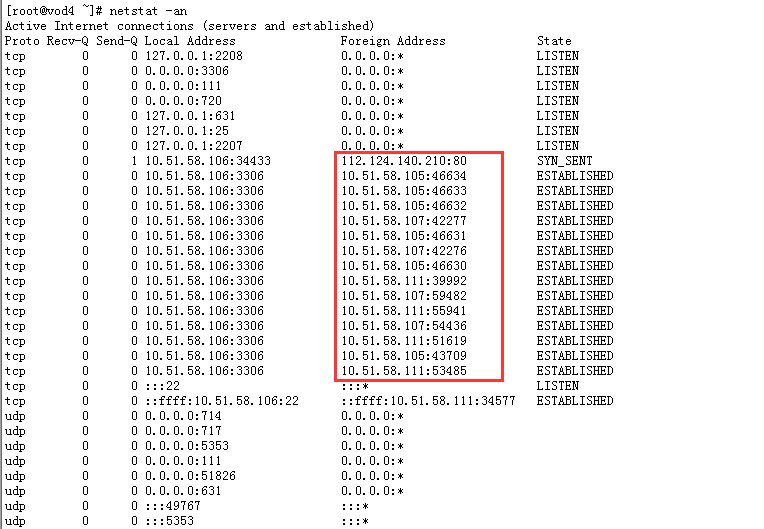 [root@vod4 ~]# netstat -an
Active Internet connections (servers and established)
Proto Recv-Q Send-Q Local Address Foreign Address State
tcp 0 0 127.0.0.1:2208 0.0.0.0:* LISTEN
tcp 0 0 0.0.0.0:3306 0.0.0.0:* LISTEN
tcp 0 0 0.0.0.0:111 0.0.0.0:* LISTEN
tcp 0 0 0.0.0.0:720 0.0.0.0:* LISTEN
tcp 0 0 127.0.0.1:631 0.0.0.0:* LISTEN
tcp 0 0 127.0.0.1:25 0.0.0.0:* LISTEN
tcp 0 0 127.0.0.1:2207 0.0.0.0:* LISTEN
tcp 0 1 10.51.58.106:34433 112.124.140.210:80 SYN_SENT
tcp 0 0 10.51.58.106:3306 10.51.58.105:46634 ESTABLISHED
tcp 0 0 10.51.58.106:3306 10.51.58.105:46633 ESTABLISHED
tcp 0 0 10.51.58.106:3306 10.51.58.105:46632 ESTABLISHED
tcp 0 0 10.51.58.106:3306 10.51.58.107:42277 ESTABLISHED
tcp 0 0 10.51.58.106:3306 10.51.58.105:46631 ESTABLISHED
tcp 0 0 10.51.58.106:3306 10.51.58.107:42276 ESTABLISHED
tcp 0 0 10.51.58.106:3306 10.51.58.105:46630 ESTABLISHED
tcp 0 0 10.51.58.106:3306 10.51.58.111:39992 ESTABLISHED
tcp 0 0 10.51.58.106:3306 10.51.58.107:59482 ESTABLISHED
tcp 0 0 10.51.58.106:3306 10.51.58.111:55941 ESTABLISHED
tcp 0 0 10.51.58.106:3306 10.51.58.107:54436 ESTABLISHED
tcp 0 0 10.51.58.106:3306 10.51.58.111:51619 ESTABLISHED
tcp 0 0 10.51.58.106:3306 10.51.58.105:43709 ESTABLISHED
tcp 0 0 10.51.58.106:3306 10.51.58.111:53485 ESTABLISHED
tcp 0 0 :::22 :::* LISTEN
tcp 0 0 ::ffff:10.51.58.106:22 ::ffff:10.51.58.111:34577 ESTABLISHED
udp 0 0 0.0.0.0:714 0.0.0.0:*
udp 0 0 0.0.0.0:717 0.0.0.0:*
udp 0 0 0.0.0.0:5353 0.0.0.0:*
udp 0 0 0.0.0.0:111 0.0.0.0:*
udp 0 0 0.0.0.0:51826 0.0.0.0:*
udp 0 0 0.0.0.0:631 0.0.0.0:*
udp 0 0 :::49767 :::*
udp 0 0 :::5353 :::*